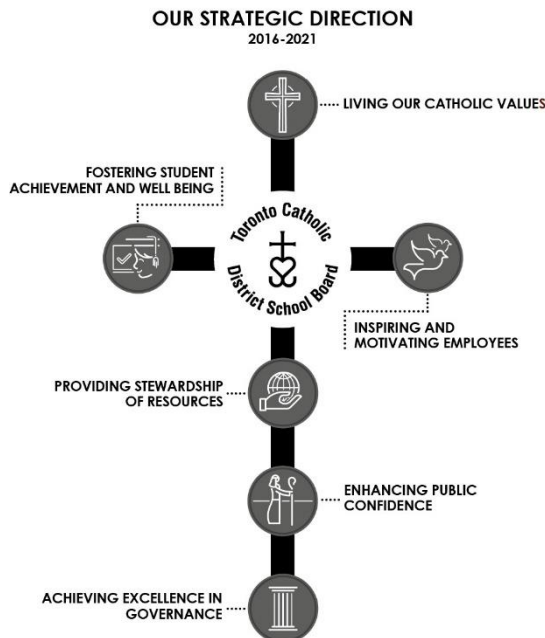 OUR STRATEGIC DIRECTION
2016-2021
LIVING OUR CATHOLIC VALUES
FOSTERING STUDENT
ACHIEVEMENT AND WELL BEING
Toronto Catholic
District School Board
INSPIRING AND
MOTIVATING EMPLOYEES
PROVIDING STEWARDSHIP
OF RESOURCES
ENHANCING PUBLIC
CONFIDENCE
ACHIEVING EXCELLENCE IN
GOVERNANCE